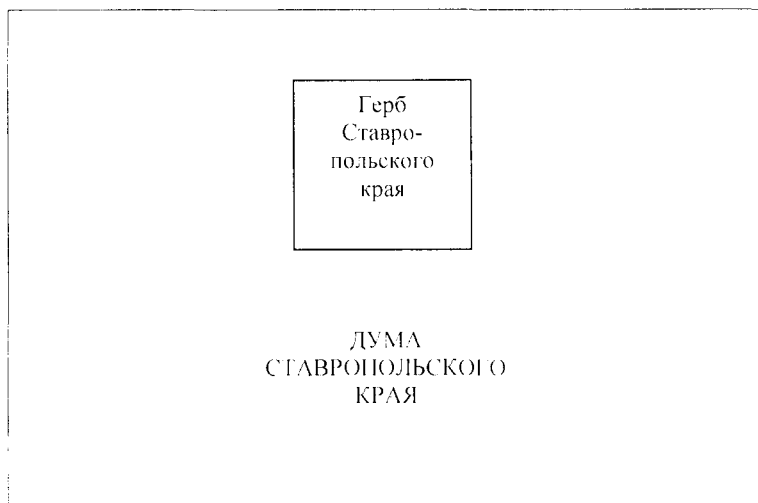 Герб
Ставро-
польского
края
ДУМА
СТАВРОПОЛЬСКОГО
КРАЯ